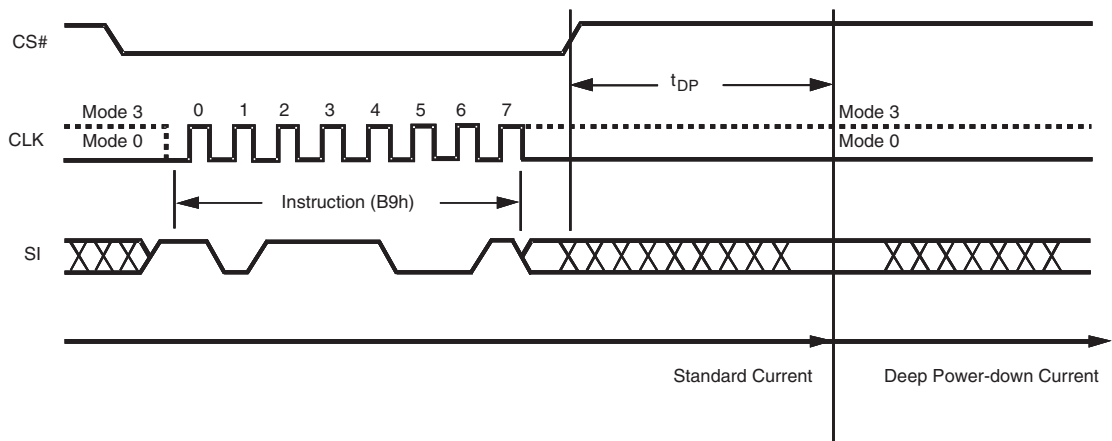 CS#
t_DP
Mode 3 0 1 2 3 4 5 6 7 Mode 3
CLK Mode 0 Mode 0
Instruction (B9h)
SI
Standard Current Deep Power-down Current